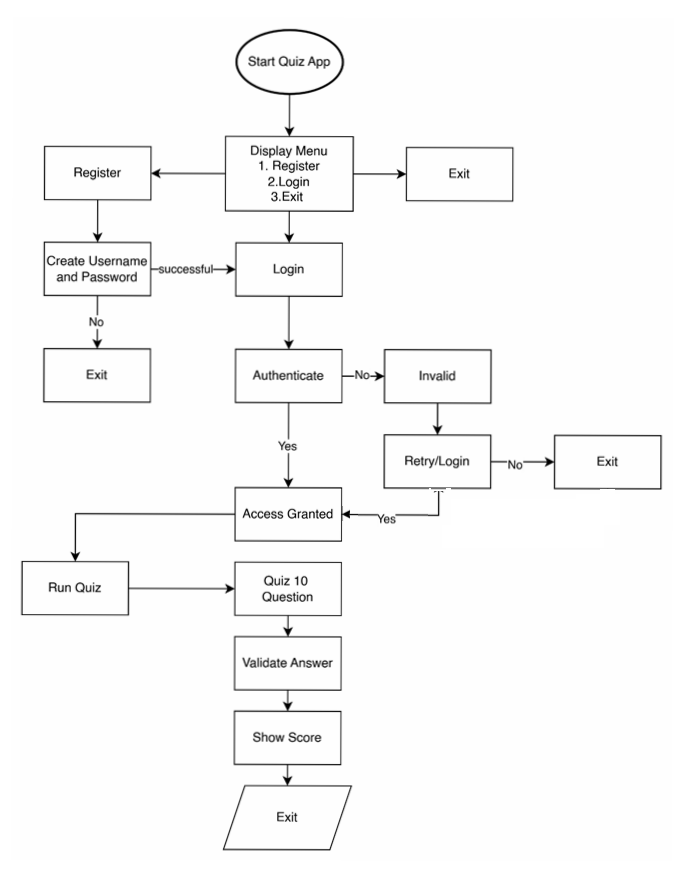 Start Quiz App
Display Menu
1. Register
2.Login
3.Exit
Register
Exit
Create Username
and Password
successful
Login
No
Exit
Authenticate
No
Invalid
Yes
Retry/Login
No
Exit
Access Granted
Yes
Run Quiz
Quiz 10
Question
Validate Answer
Show Score
Exit